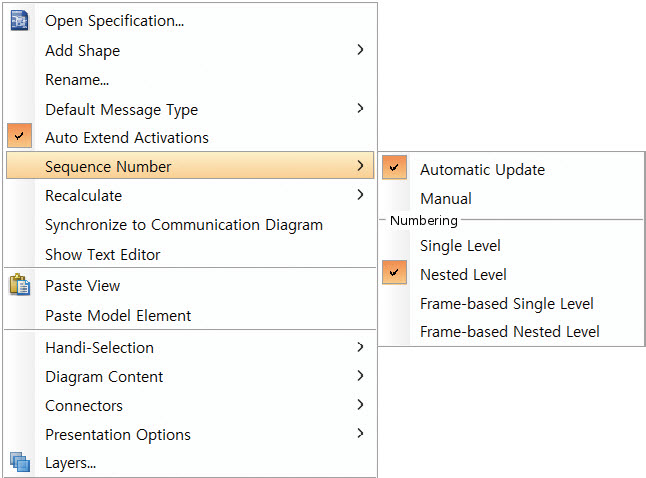 Open Specification...
Add Shape
Rename...
Default Message Type
Auto Extend Activations
Sequence Number
Recalculate
Synchronize to Communication Diagram
Show Text Editor
Paste View
Paste Model Element
Handi-Selection
Diagram Content
Connectors
Presentation Options
Layers...
Automatic Update
Manual
Numbering
Single Level
Nested Level
Frame-based Single Level
Frame-based Nested Level